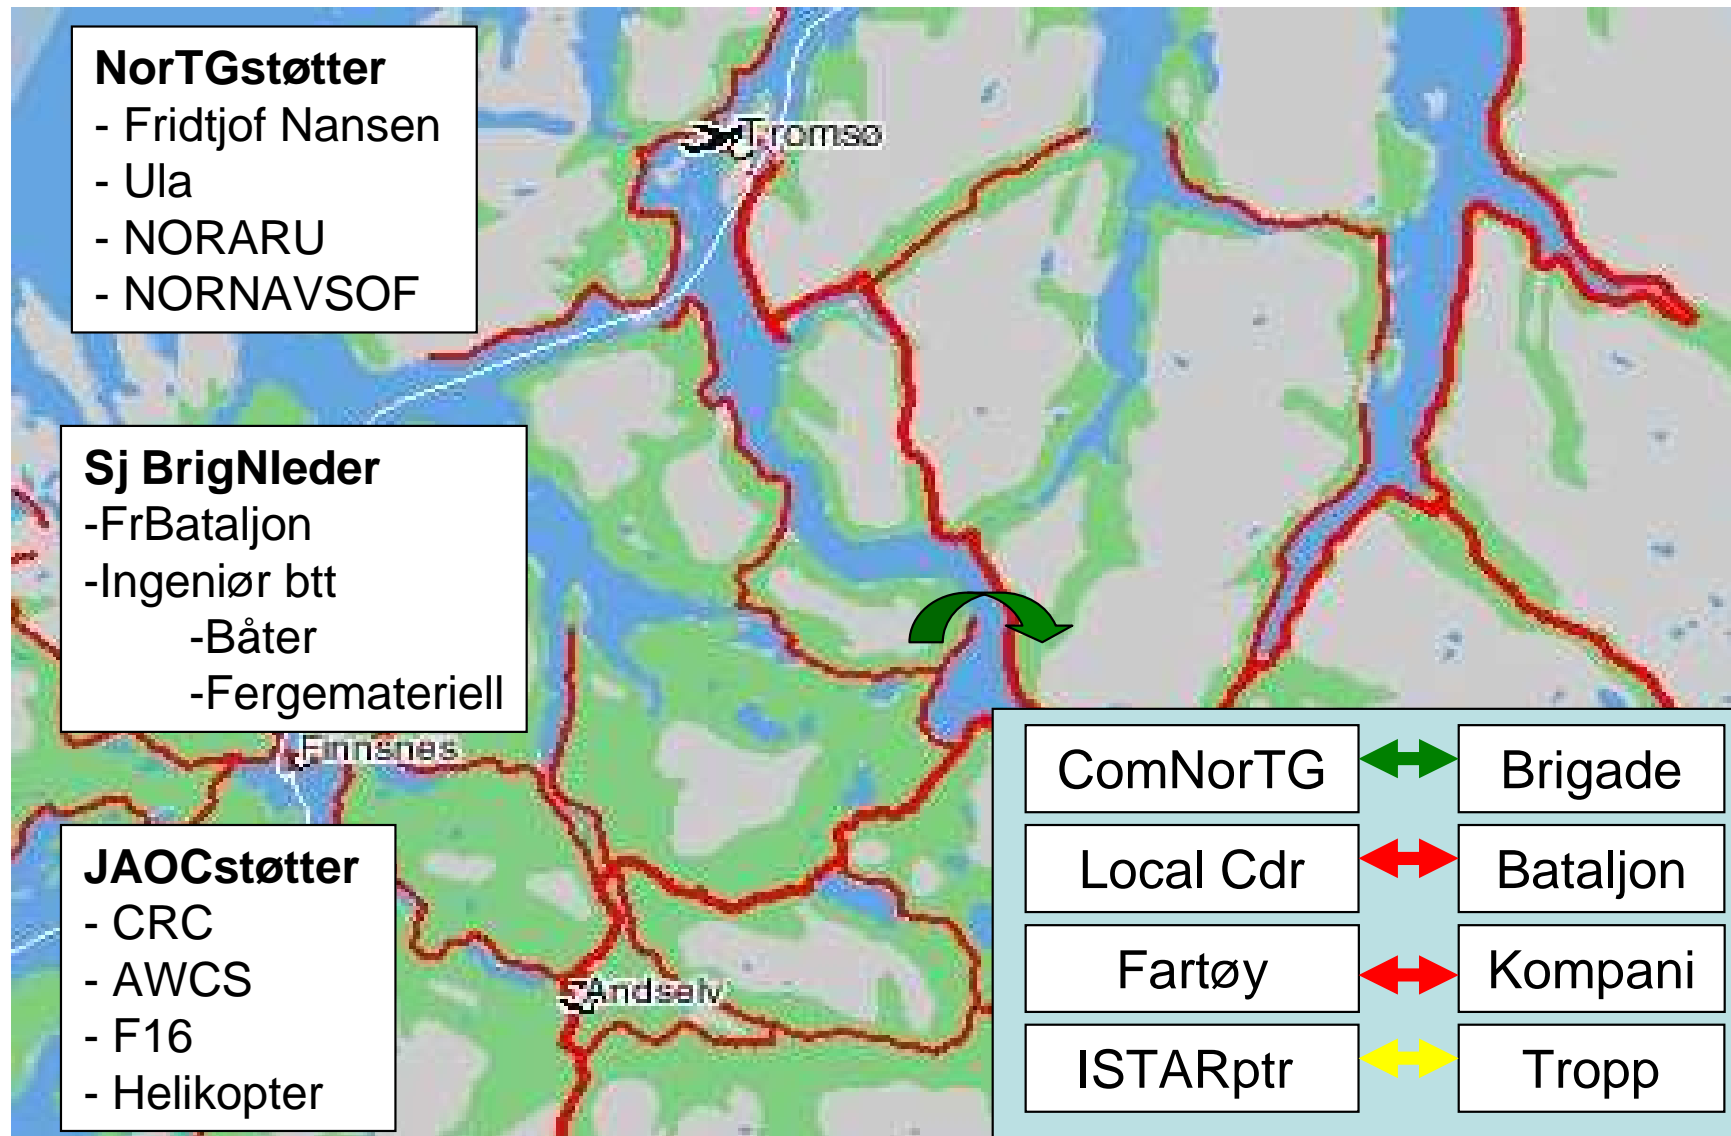 NorTGstøtter
- Fridtjof Nansen
- Ula
- NORARU
- NORNAVSOF
Tromsø
Sj BrigNleder
-FrBataljon
-Ingeniør btt
-Båter
-Fergemateriell
Finnsnes
JAOCstøtter
- CRC
- AWCS
- F16
- Helikopter
Andselv
ComNorTG
Brigade
Local Cdr
Bataljon
Fartøy
Kompani
ISTARptr
Tropp